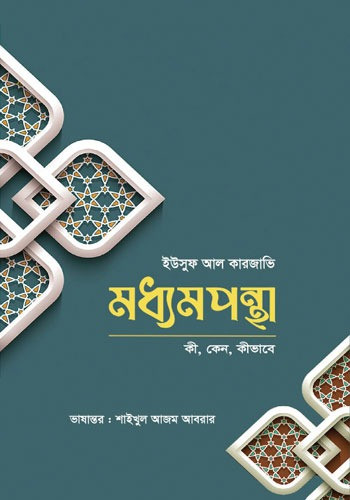 ইউসুফ আল কারজাভি
মধ্যমপন্থা
কী, কেন, কীভাবে
ভাষান্তর : শাইখুল আজম আবরার